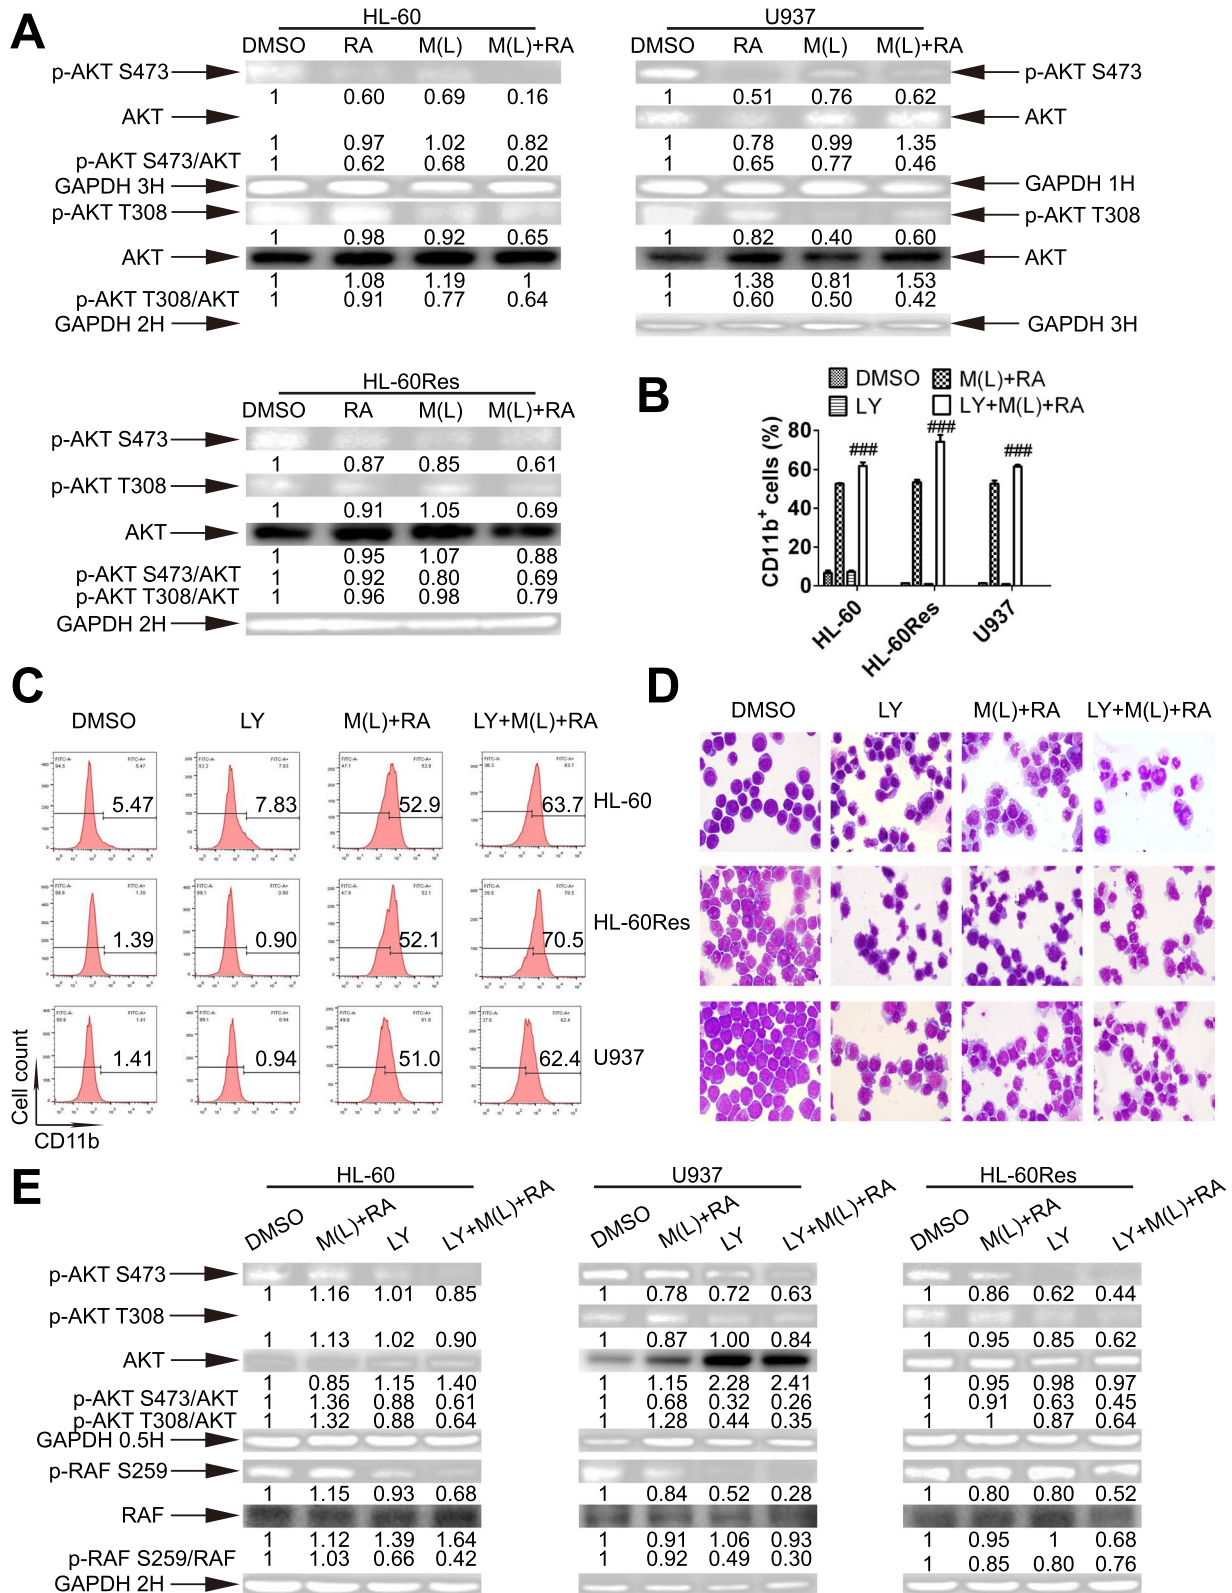 A
HL-60
DMSO RA M(L) M(L)+RA
p-AKT S473
1 0.60 0.69 0.16
AKT
1 0.97 1.02 0.82
p-AKT S473/AKT 1 0.62 0.68 0.20
GAPDH 3H
p-AKT T308
1 0.98 0.92 0.65
AKT
1 1.08 1.19 1
p-AKT T308/AKT 1 0.91 0.77 0.64
GAPDH 2H
U937
DMSO RA M(L) M(L)+RA
p-AKT S473
1 0.51 0.76 0.62
AKT
1 0.78 0.99 1.35
1 0.65 0.77 0.46
GAPDH 1H
p-AKT T308
1 0.82 0.40 0.60
AKT
1 1.38 0.81 1.53
1 0.60 0.50 0.42
GAPDH 3H
HL-60Res
DMSO RA M(L) M(L)+RA
p-AKT S473
1 0.87 0.85 0.61
p-AKT T308
1 0.91 1.05 0.69
AKT
1 0.95 1.07 0.88
p-AKT S473/AKT 1 0.92 0.80 0.69
p-AKT T308/AKT 1 0.96 0.98 0.79
GAPDH 2H
B
DMSO M(L)+RA
LY LY+M(L)+RA
CD11b+ cells (%)
80
60
40
20
0
### ### ###
HL-60 HL-60Res U937
C
DMSO LY M(L)+RA LY+M(L)+RA
5.47 7.83 52.9 63.7 HL-60
1.39 0.90 52.1 70.5 HL-60Res
1.41 0.94 51.0 62.4 U937
Cell count
CD11b
D
DMSO LY M(L)+RA LY+M(L)+RA
E
HL-60
DMSO M(L)+RA LY LY+M(L)+RA
p-AKT S473
1 1.16 1.01 0.85
p-AKT T308
1 1.13 1.02 0.90
AKT
1 0.85 1.15 1.40
p-AKT S473/AKT 1 1.36 0.88 0.61
p-AKT T308/AKT 1 1.32 0.88 0.64
GAPDH 0.5H
p-RAF S259
1 1.15 0.93 0.68
RAF
1 1.12 1.39 1.64
p-RAF S259/RAF 1 1.03 0.66 0.42
GAPDH 2H
U937
DMSO M(L)+RA LY LY+M(L)+RA
1 0.78 0.72 0.63
1 0.87 1.00 0.84
1 1.15 2.28 2.41
1 0.68 0.32 0.26
1 1.28 0.44 0.35
1 0.84 0.52 0.28
1 0.91 1.06 0.93
1 0.92 0.49 0.30
HL-60Res
DMSO M(L)+RA LY LY+M(L)+RA
1 0.86 0.62 0.44
1 0.95 0.85 0.62
1 0.95 0.98 0.97
1 0.91 0.63 0.45
1 1 0.87 0.64
1 0.80 0.80 0.52
1 0.95 1 0.68
1 0.85 0.80 0.76